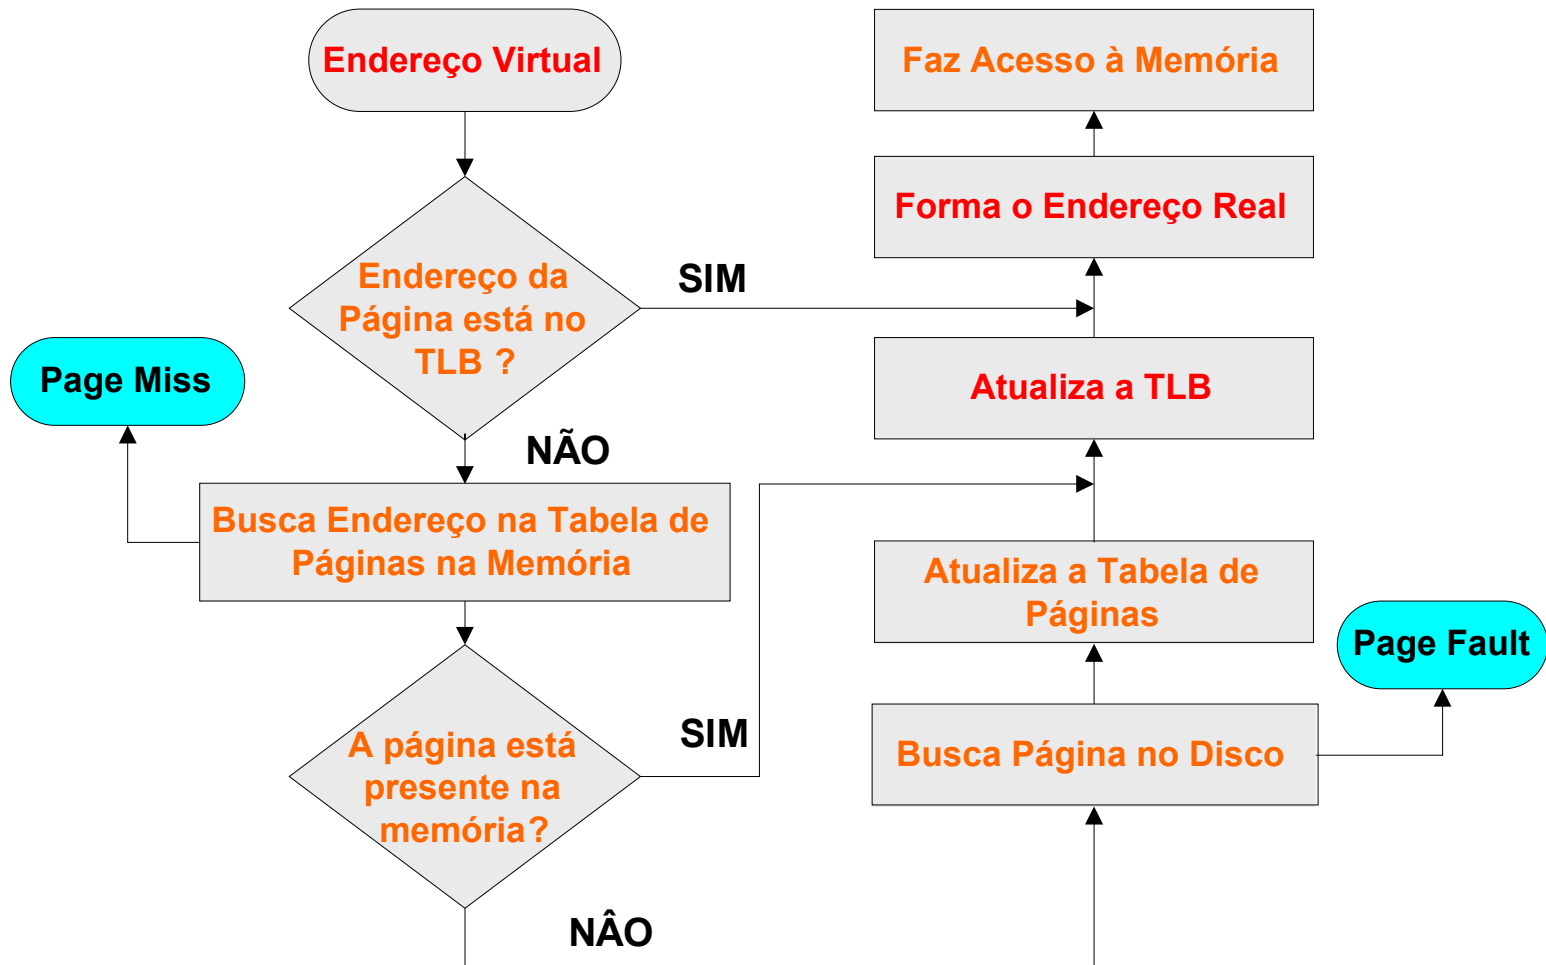 Endereço Virtual
Faz Acesso à Memória
Forma o Endereço Real
Endereço da
Página está no
TLB ?
SIM
Page Miss
Atualiza a TLB
NÃO
Busca Endereço na Tabela de
Páginas na Memória
Atualiza a Tabela de
Páginas
Page Fault
A página está
presente na
memória?
SIM
Busca Página no Disco
NÂO